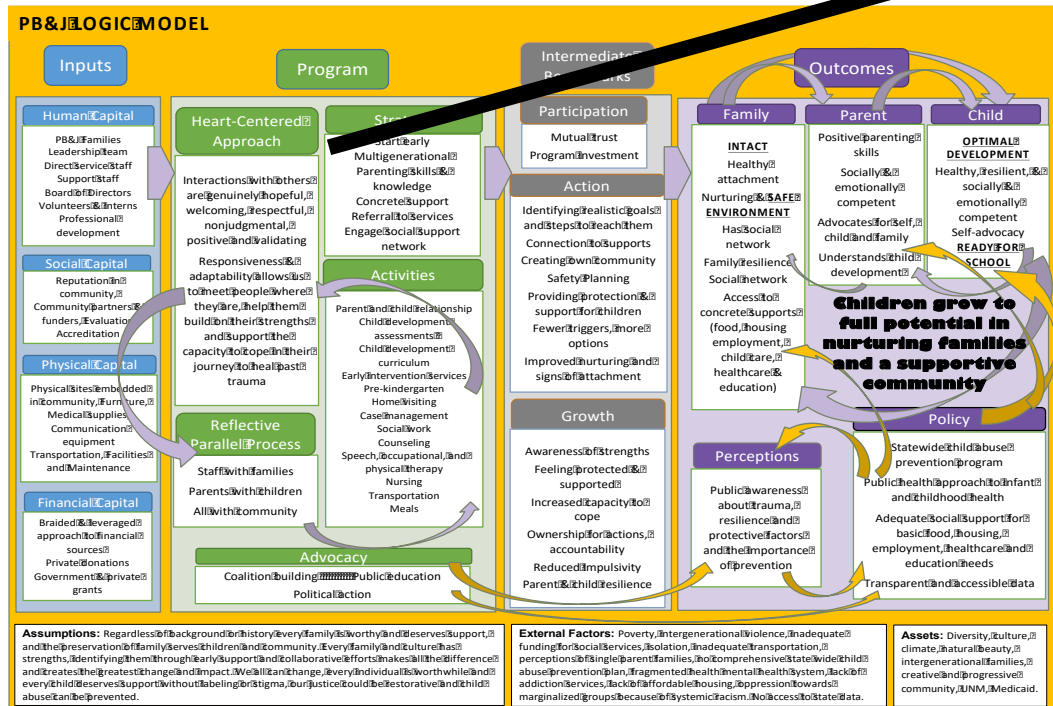 PB&J LOGIC MODEL
Inputs
Human Capital
PB&J Families
Leadership team
Direct service staff
Support staff
Board of Directors
Volunteers & Interns
Professional
development
Social Capital
Reputation in
community,
Community partners &
funders, Evaluation
Accreditation
Physical Capital
Physical sites embedded
in community, Furniture,
Medical supplies
Communication
equipment
Transportation, Facilities
and Maintenance
Financial Capital
Braided & leveraged
approach to financial
sources
Private donations
Government & private
grants
Program
Heart-Centered
Approach
Interactions with others
are genuinely hopeful,
welcoming, respectful,
nonjudgmental,
positive and validating
Responsiveness &
adaptability allows us
to meet people where
they are, help them
build on their strengths
and support the
capacity to cope in their
journey to heal past
trauma
Reflective
Parallel Process
Staff with families
Parents with children
All with community
Start early
Multigenerational
Parenting skills &
knowledge
Concrete support
Referral to services
Engage social support
network
Activities
Parent and child relationship
Child development
assessments
Child development
curriculum
Early Intervention services
Pre-kindergarten
Home visiting
Case management
Social work
Counseling
Speech, occupational, and
physical therapy
Nursing
Transportation
Meals
Advocacy
Coalition building Public education
Political action
Intermediate
Participation
Mutual trust
Program investment
Action
Identifying realistic goals
and steps to reach them
Connection to supports
Creating own community
Safety Planning
Providing protection &
support for children
Fewer triggers, more
options
Improved nurturing and
signs of attachment
Growth
Awareness of strengths
Feeling protected &
supported
Increased capacity to
cope
Ownership for actions,
accountability
Reduced Impulsivity
Parent & child resilience
Outcomes
Family
INTACT
Healthy
attachment
Nurturing & SAFE
ENVIRONMENT
Has social
network
Family resilience
Social network
Access to
concrete supports
(food, housing
employment,
child care,
healthcare &
education)
Parent
Positive parenting
skills
Socially &
emotionally
competent
Advocates for self,
child and family
Understands child
development
Child
OPTIMAL
DEVELOPMENT
Healthy, resilient, &
socially &
emotionally
competent
Self-advocacy
READY FOR
SCHOOL
Children grow to
full potential in
nurturing families
and a supportive
community
Perceptions
Public awareness
about trauma,
resilience and
protective factors
and the importance
of prevention
Policy
Statewide child abuse
prevention program
Public health approach to infant
and childhood health
Adequate social support for
basic food, housing,
employment, healthcare and
education needs
Transparent and accessible data
Assumptions: Regardless of background or history every family is worthy and deserves support,
and the preservation of family serves children and community. Every family and culture has
strengths, identifying them through early support and collaborative efforts makes all the difference
and creates the greatest change and impact. We all can change, every individual is worthwhile and
every child deserves support without labeling or stigma, our justice could be restorative and child
abuse can be prevented.
External Factors: Poverty, intergenerational violence, inadequate
funding for social services, isolation, inadequate transportation,
perceptions of single parent families, no comprehensive state wide child
abuse prevention plan, fragmented health mental health system, lack of
addiction services, lack of affordable housing, oppression towards
marginalized groups because of systemic racism. No access to state data.
Assets: Diversity, culture,
climate, natural beauty,
intergenerational families,
creative and progressive
community, UNM, Medicaid.